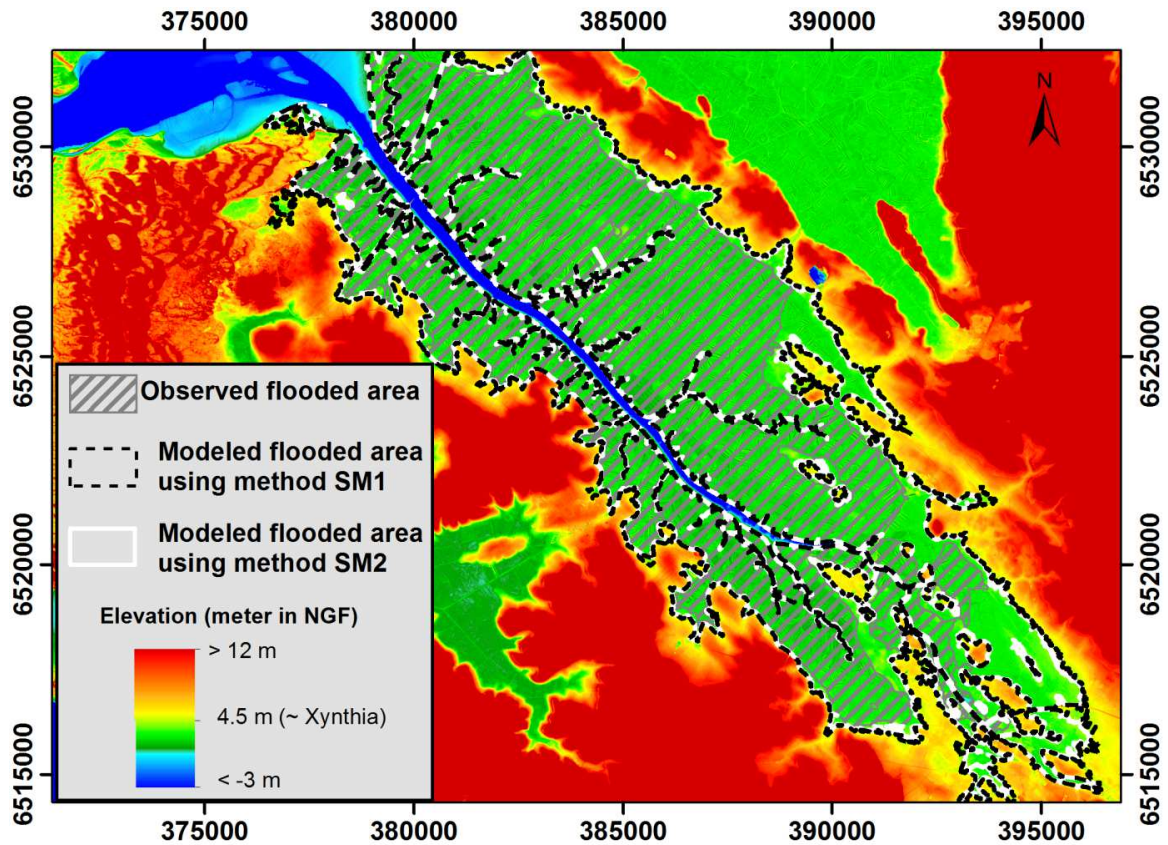 375000 380000 385000 390000 395000
N
6530000 6530000
6525000 6525000
6520000 6520000
6515000 6515000
Observed flooded area
Modeled flooded area
using method SM1
Modeled flooded area
using method SM2
Elevation (meter in NGF)
> 12 m
4.5 m (~ Xynthia)
< -3 m
375000 380000 385000 390000 395000